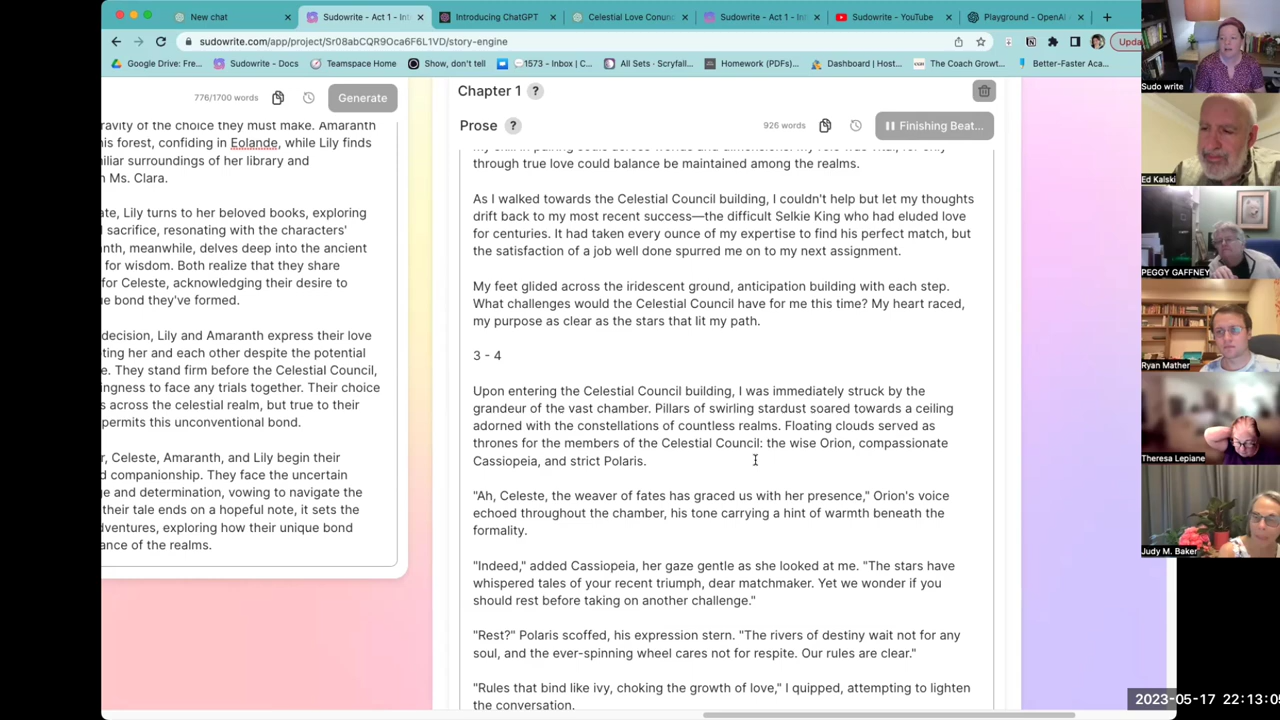 New chat
Sudowrite - Act 1 - Int
Introducing ChatGPT
Celestial Love Conun
Sudowrite - Act 1 - Int
Sudowrite - YouTube
Playground - OpenAI
sudowrite.com/app/project/Sr08abCQR9Oca6F6L1VD/story-engine
Upda
Google Drive: Fre...
Sudowrite - Docs
Teamspace Home
Show, don't tell
1573 - Inbox | C...
All Sets · Scryfall...
Homework (PDFs)...
Dashboard | Host...
The Coach Growt...
Better-Faster Aca...
776/1700 words
Generate
ravity of the choice they must make. Amaranth
is forest, confiding in Eolande, while Lily finds
iliar surroundings of her library and
n Ms. Clara.
ate, Lily turns to her beloved books, exploring
sacrifice, resonating with the characters'
anth, meanwhile, delves deep into the ancient
for wisdom. Both realize that they share
for Celeste, acknowledging their desire to
ue bond they've formed.
decision, Lily and Amaranth express their love
ting her and each other despite the potential
e. They stand firm before the Celestial Council,
ingness to face any trials together. Their choice
s across the celestial realm, but true to their
permits this unconventional bond.
r, Celeste, Amaranth, and Lily begin their
d companionship. They face the uncertain
ge and determination, vowing to navigate the
their tale ends on a hopeful note, it sets the
dventures, exploring how their unique bond
ance of the realms.
Chapter 1 ?
Prose ?
926 words
Finishing Beat...
through true love could balance be maintained among the realms.
As I walked towards the Celestial Council building, I couldn't help but let my thoughts
drift back to my most recent success—the difficult Selkie King who had eluded love
for centuries. It had taken every ounce of my expertise to find his perfect match, but
the satisfaction of a job well done spurred me on to my next assignment.
My feet glided across the iridescent ground, anticipation building with each step.
What challenges would the Celestial Council have for me this time? My heart raced,
my purpose as clear as the stars that lit my path.
3 - 4
Upon entering the Celestial Council building, I was immediately struck by the
grandeur of the vast chamber. Pillars of swirling stardust soared towards a ceiling
adorned with the constellations of countless realms. Floating clouds served as
thrones for the members of the Celestial Council: the wise Orion, compassionate
Cassiopeia, and strict Polaris.
"Ah, Celeste, the weaver of fates has graced us with her presence," Orion's voice
echoed throughout the chamber, his tone carrying a hint of warmth beneath the
formality.
"Indeed," added Cassiopeia, her gaze gentle as she looked at me. "The stars have
whispered tales of your recent triumph, dear matchmaker. Yet we wonder if you
should rest before taking on another challenge."
"Rest?" Polaris scoffed, his expression stern. "The rivers of destiny wait not for any
soul, and the ever-spinning wheel cares not for respite. Our rules are clear."
"Rules that bind like ivy, choking the growth of love," I quipped, attempting to lighten
the conversation.
Sudo write
Ed Kalski
PEGGY GAFFNEY
Ryan Mather
Theresa Lepiane
Judy M. Baker
2023-05-17 22:13:05